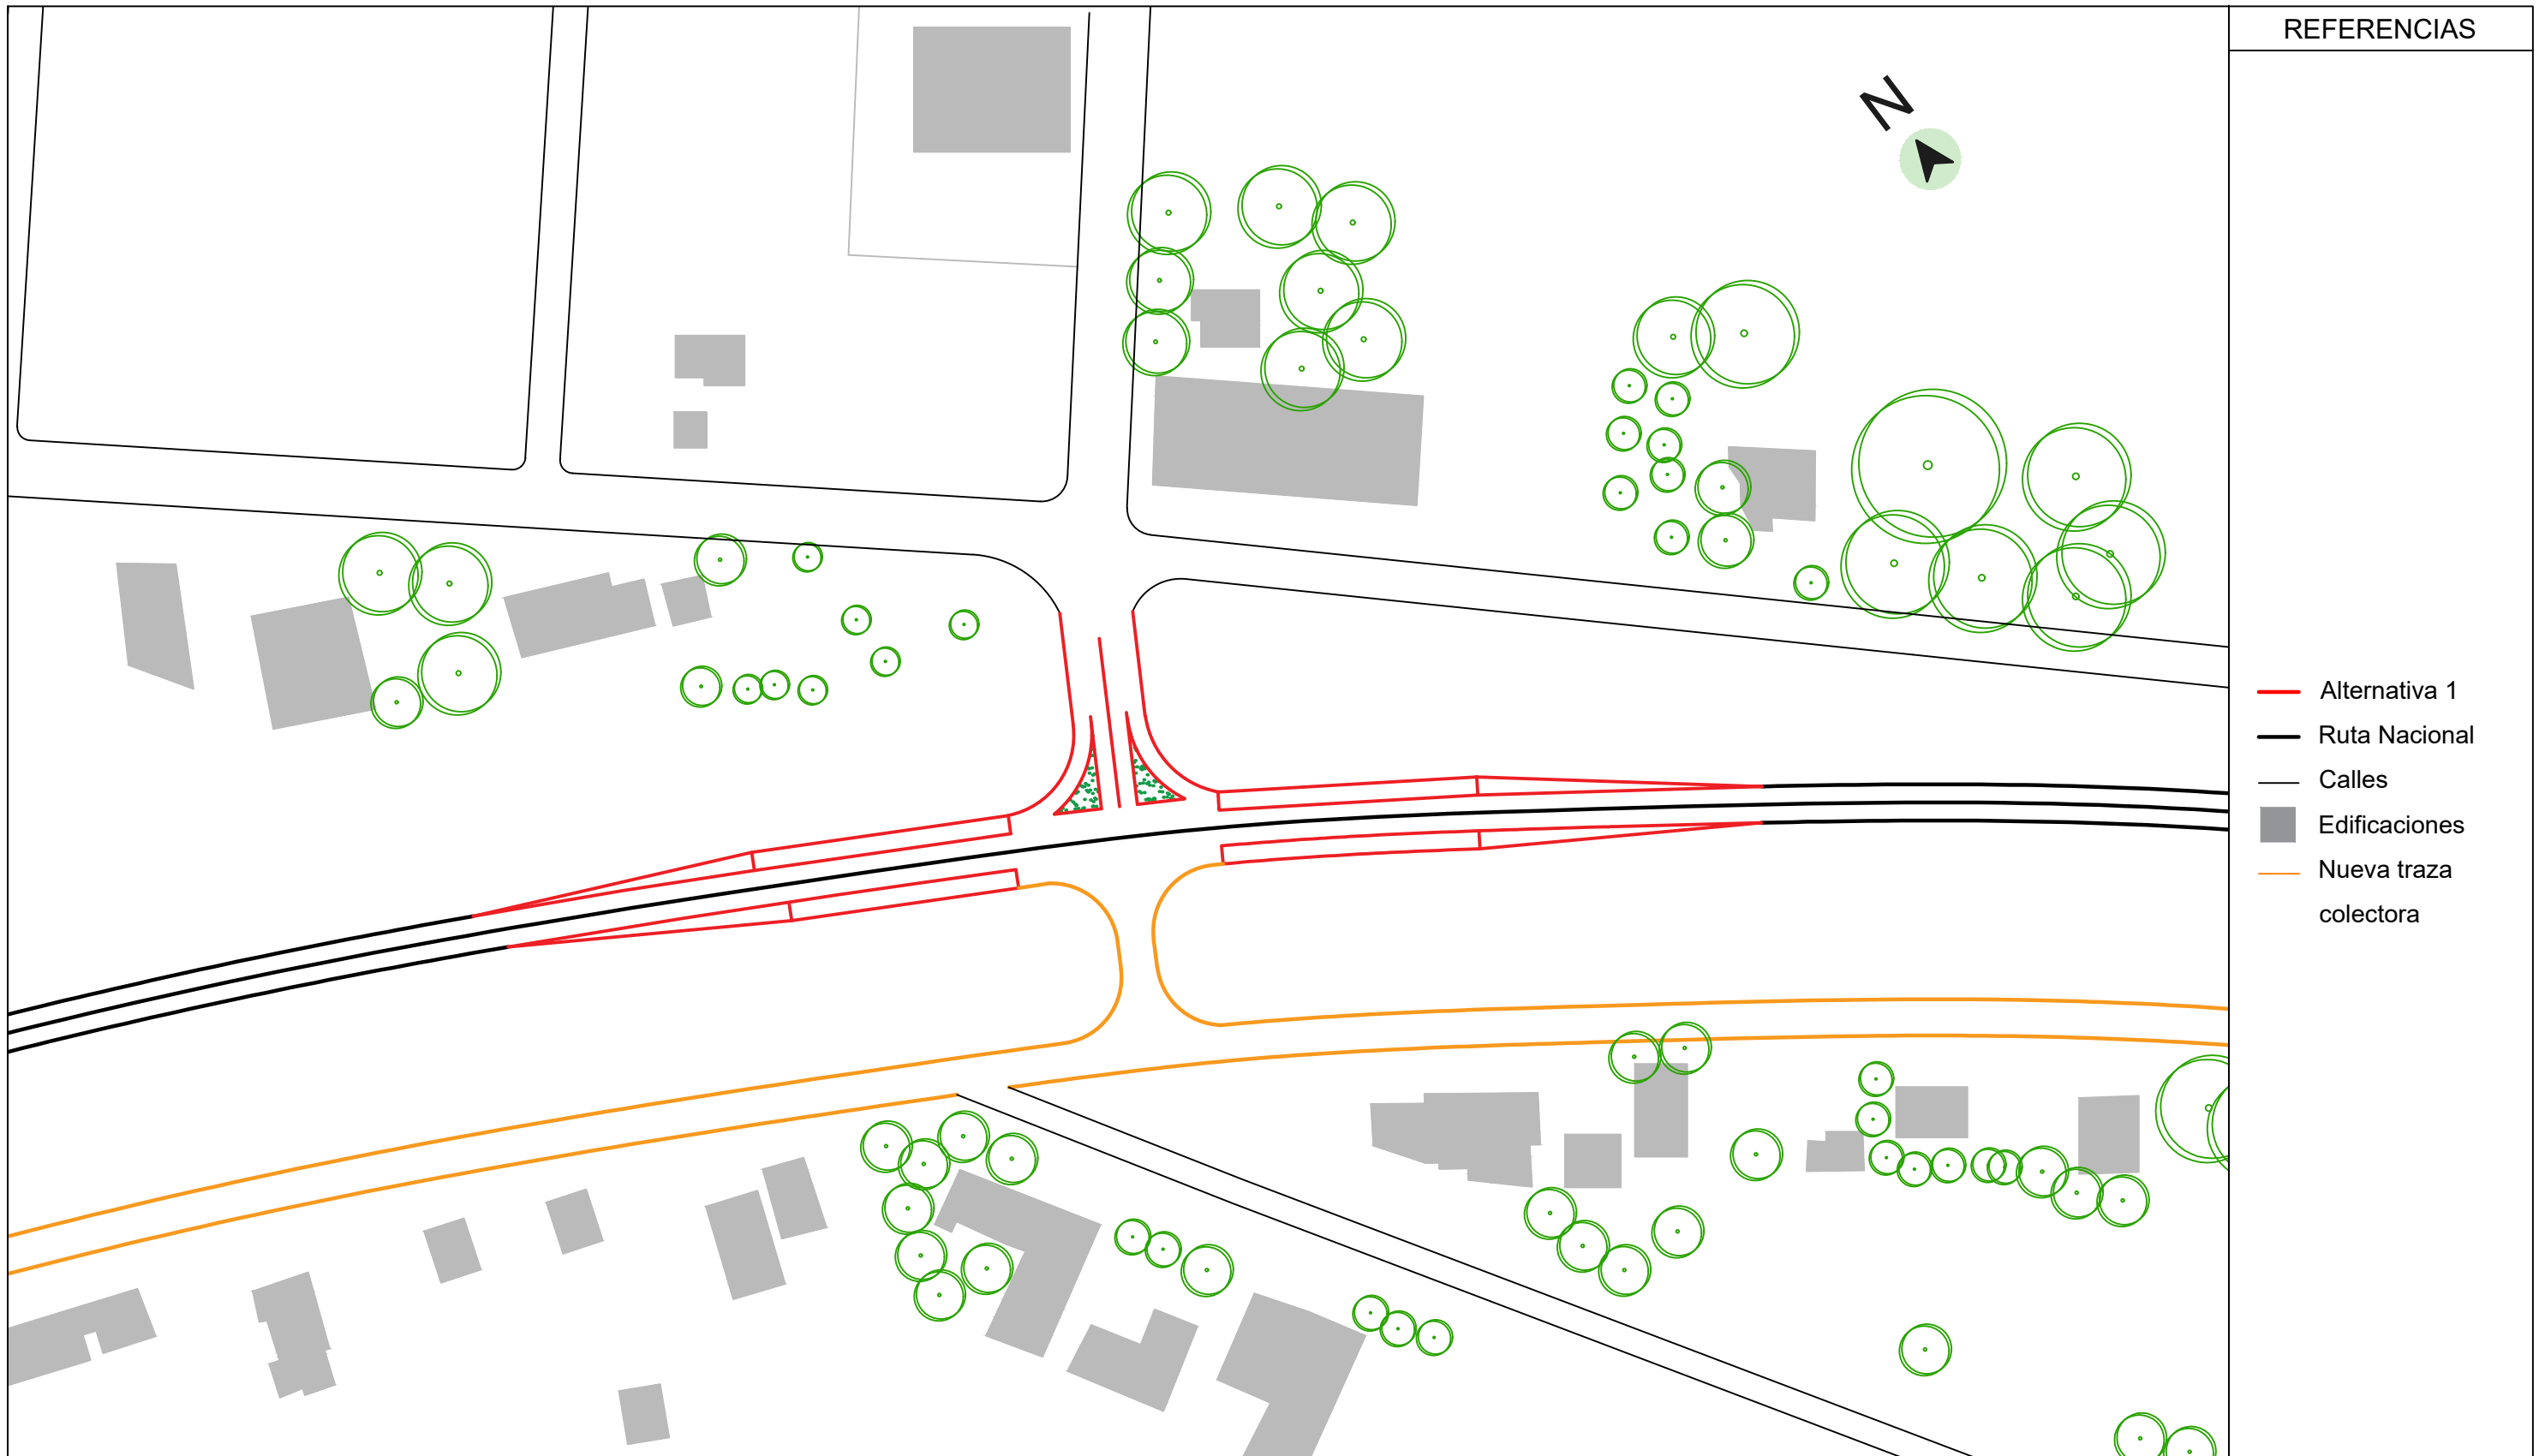 REFERENCIAS
N
Alternativa 1
Ruta Nacional
Calles
Edificaciones
Nueva traza
colectora